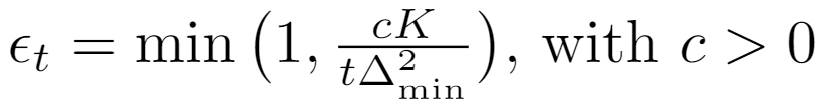 ϵ_t = min (1, cK / tΔ²_min), with c > 0